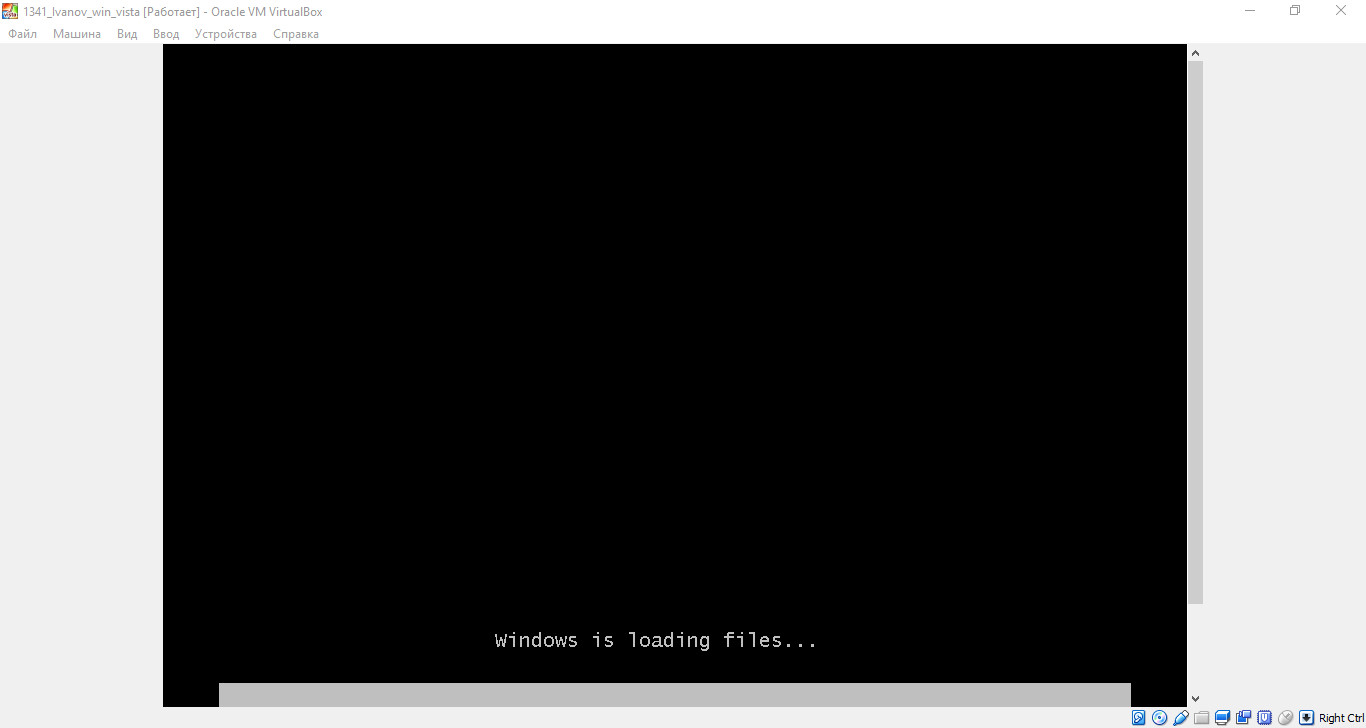 1341_Ivanov_win_vista [Работает] - Oracle VM VirtualBox
Файл Машина Вид Ввод Устройства Справка
Windows is loading files...
Right Ctrl